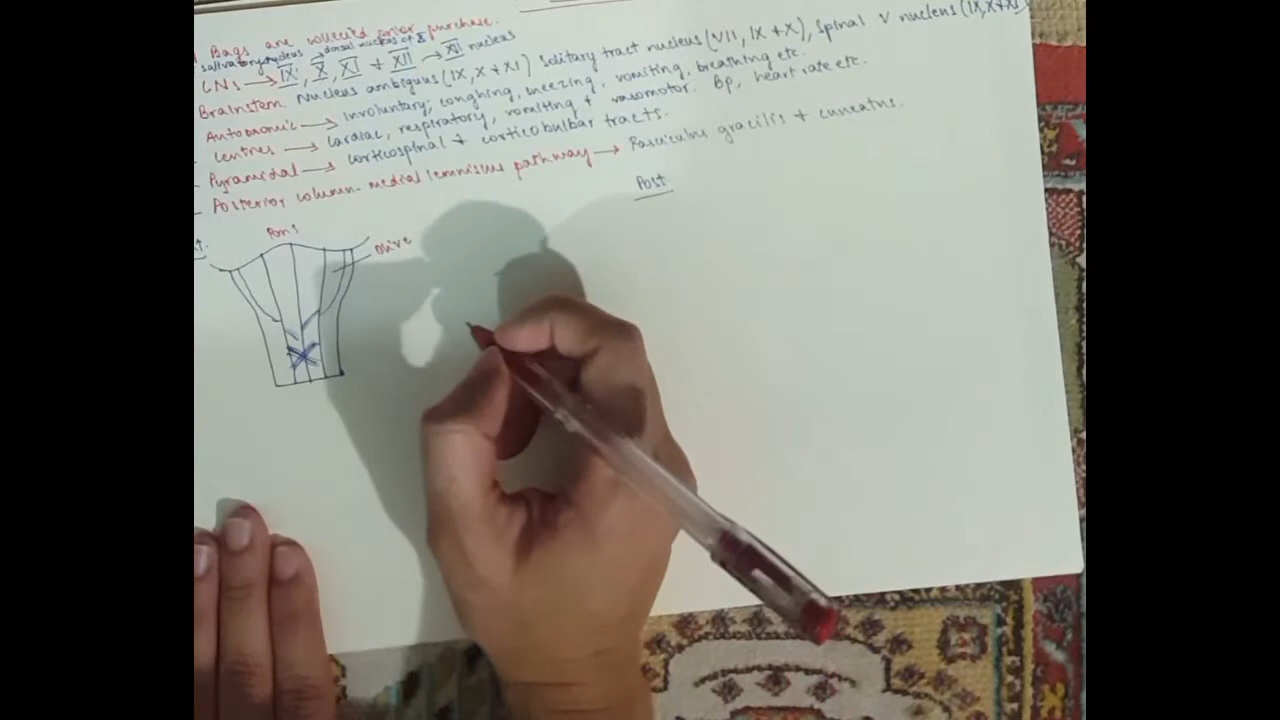 Bags are collected prior purchase.
salivatory nucleus dorsal nucleus of X
CNs → IX, X, XI + XII → XII nucleus
Brainstem. Nucleus ambiguus (IX, X + XI) Solitary tract nucleus (VII, IX + X), spinal V nucleus (IX, X + XI)
Autonomic → involuntary; coughing, sneezing, vomiting, breathing etc.
Centres → Cardiac, respiratory, vomiting + vasomotor. Bp, heart rate etc.
Pyramidal → corticospinal + corticobulbar tracts.
Posterior column - medial lemniscus pathway → Fasciculus gracilis + cuneatus.
Post
Pons
Olive